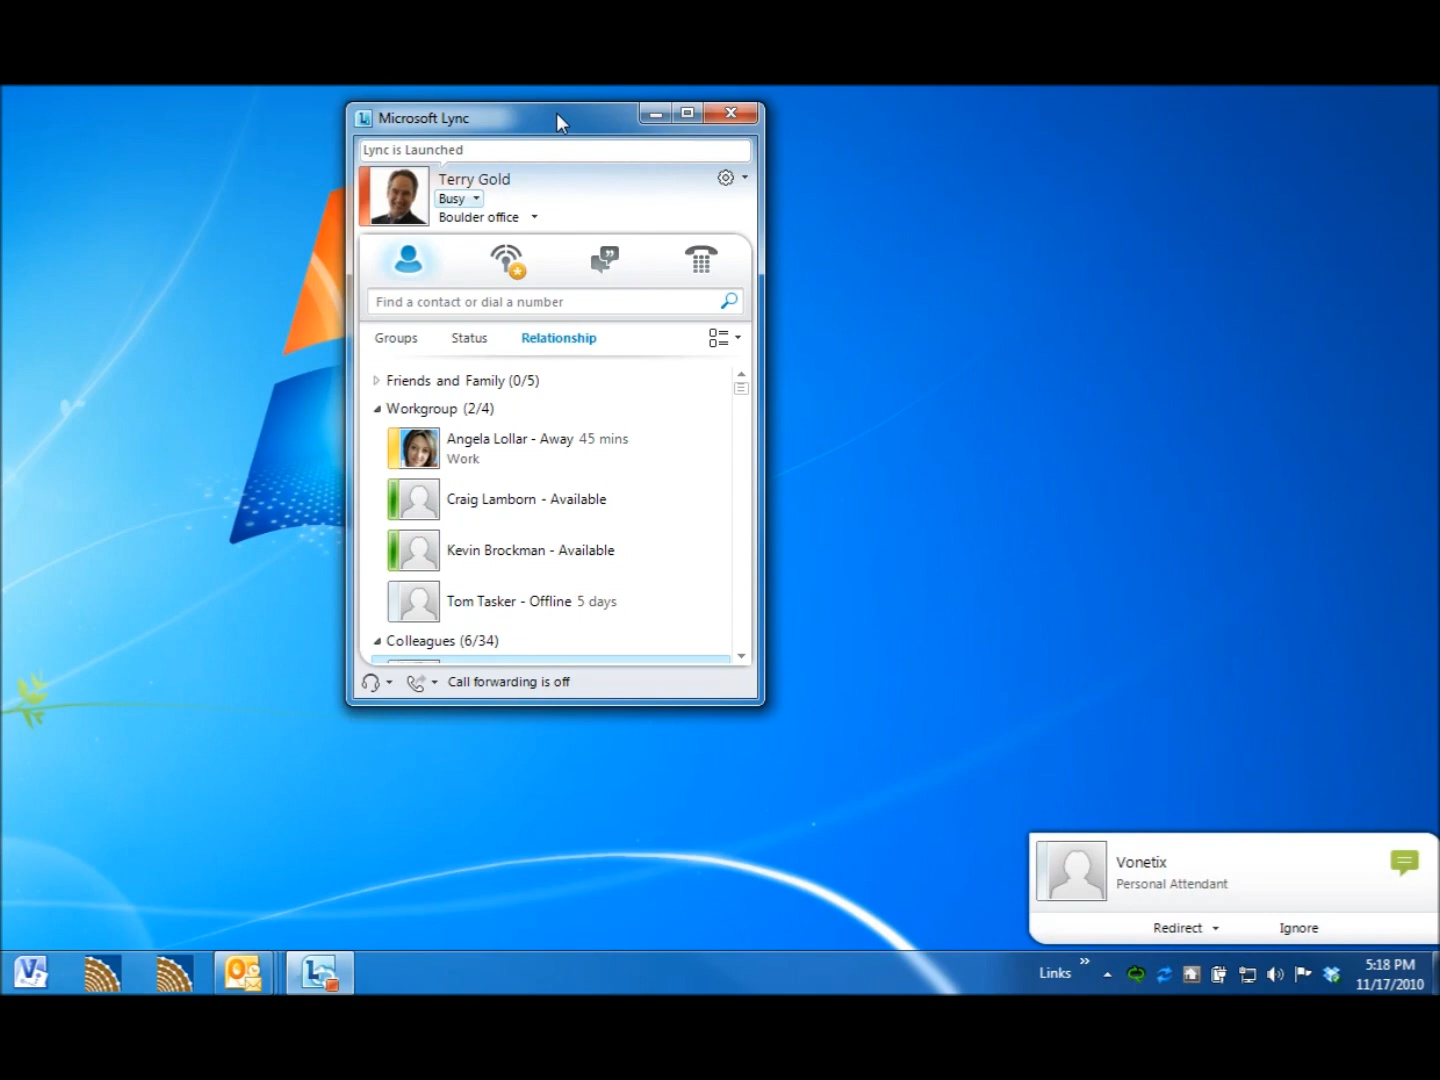 Microsoft Lync
Lync is Launched
Terry Gold
Busy
Boulder office
Find a contact or dial a number
Groups Status Relationship
Friends and Family (0/5)
Workgroup (2/4)
Angela Lollar - Away 45 mins
Work
Craig Lamborn - Available
Kevin Brockman - Available
Tom Tasker - Offline 5 days
Colleagues (6/34)
Call forwarding is off
Vonetix
Personal Attendant
Redirect Ignore
Links
5:18 PM
11/17/2010